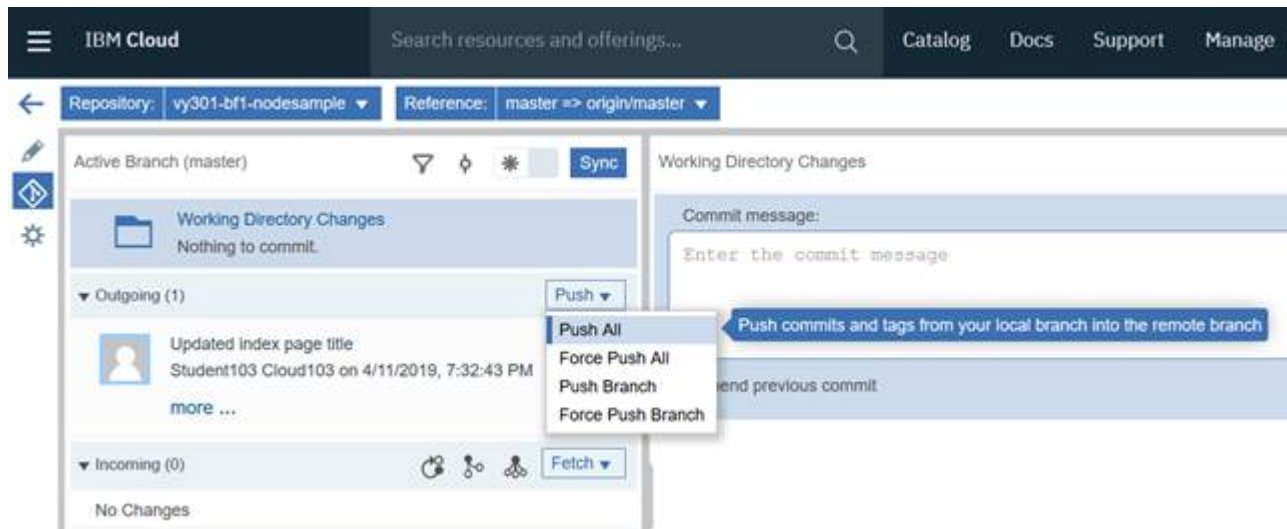 IBM Cloud
Search resources and offerings...
Catalog
Docs
Support
Manage
Repository: vy301-bf1-nodesample
Reference: master => origin/master
Active Branch (master)
Sync
Working Directory Changes
Nothing to commit.
Outgoing (1)
Push
Updated index page title
Student103 Cloud103 on 4/11/2019, 7:32:43 PM
more ...
Push All
Force Push All
Push Branch
Force Push Branch
Incoming (0)
Fetch
No Changes
Working Directory Changes
Commit message:
Enter the commit message
Push commits and tags from your local branch into the remote branch
end previous commit